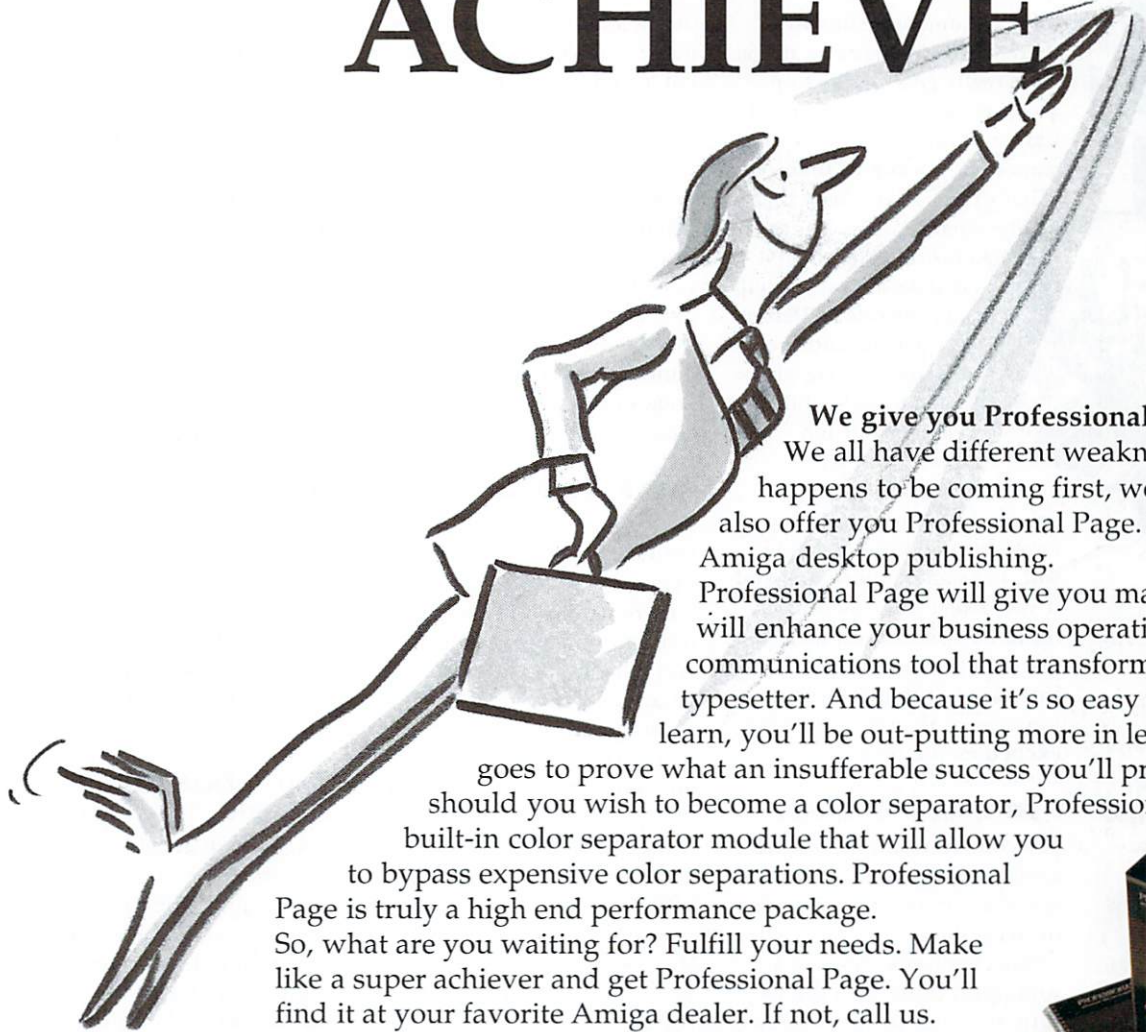 ACHIEVE
We give you Professional
We all have different weakn
happens to be coming first, we
also offer you Professional Page.
Amiga desktop publishing.
Professional Page will give you ma
will enhance your business operati
communications tool that transform
typesetter. And because it's so easy
learn, you'll be out-putting more in le
goes to prove what an insufferable success you'll pr
should you wish to become a color separator, Professio
built-in color separator module that will allow you
to bypass expensive color separations. Professional
Page is truly a high end performance package.
So, what are you waiting for? Fulfill your needs. Make
like a super achiever and get Professional Page. You'll
find it at your favorite Amiga dealer. If not, call us.